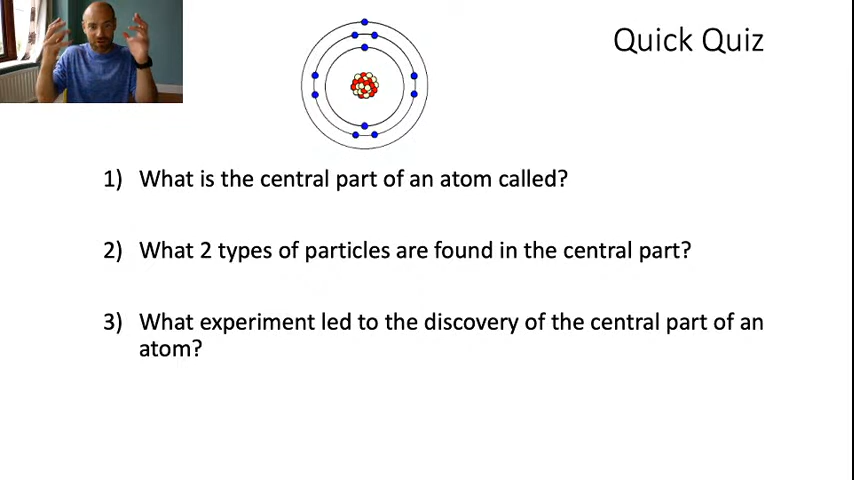 Quick Quiz
1) What is the central part of an atom called?
2) What 2 types of particles are found in the central part?
3) What experiment led to the discovery of the central part of an
atom?